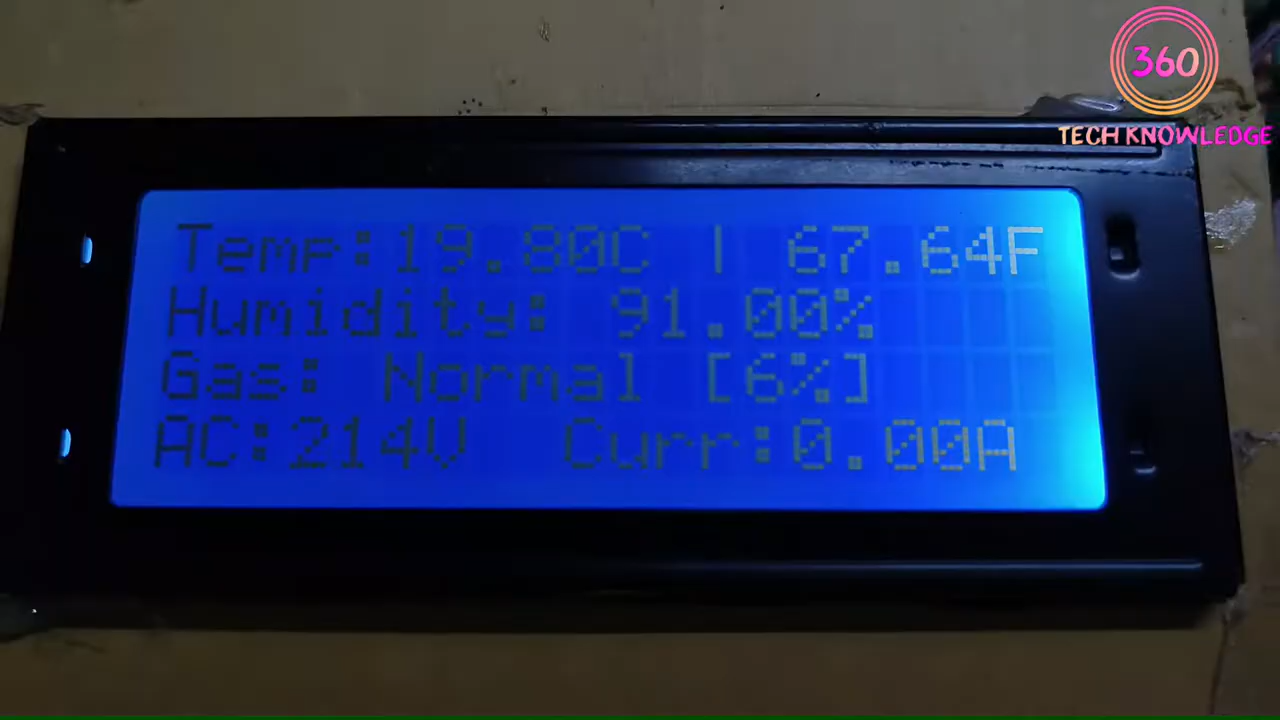 360
TECH KNOWLEDGE
Temp:19.80C | 67.64F
Humidity: 91.00%
Gas: Normal [6%]
AC:214V Curr:0.00A